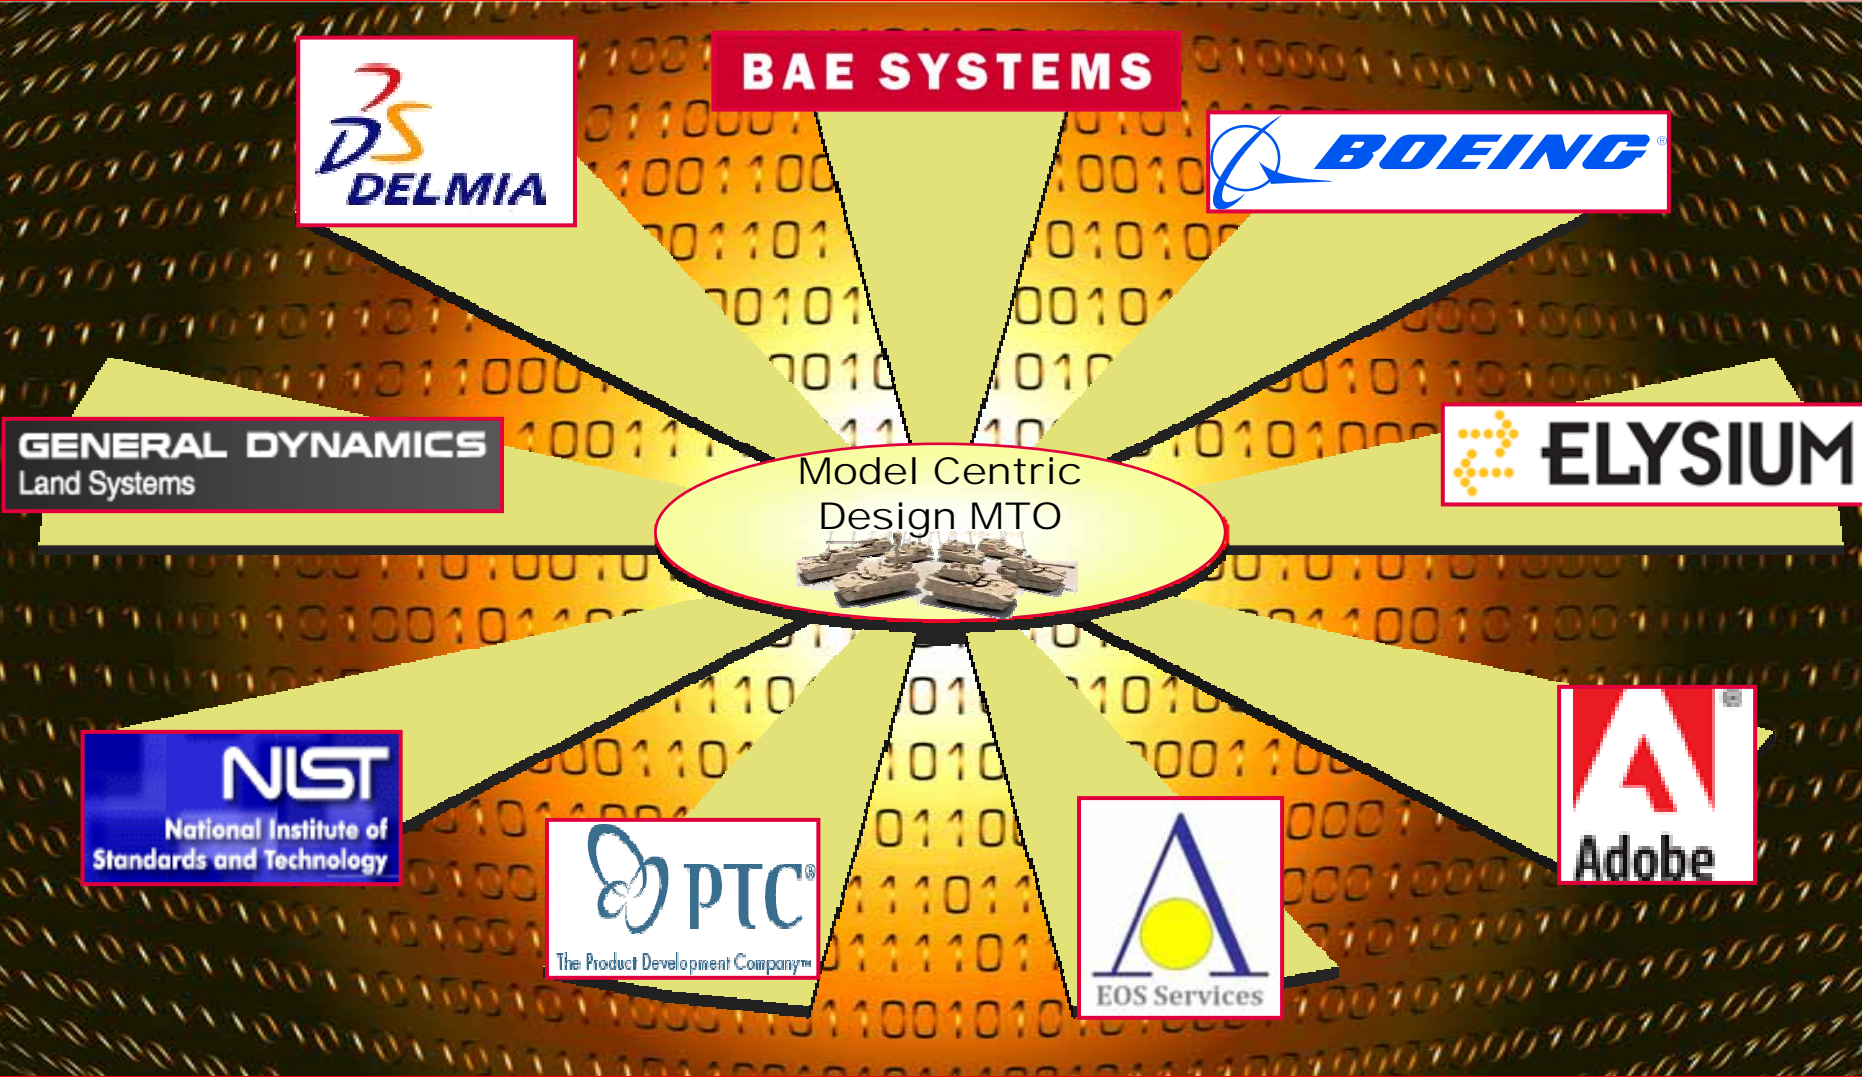 DELMIA
BAE SYSTEMS
BOEING®
GENERAL DYNAMICS
Land Systems
Model Centric
Design MTO
ELYSIUM
NIST
National Institute of
Standards and Technology
PTC®
The Product Development Company™
EOS Services
®
Adobe